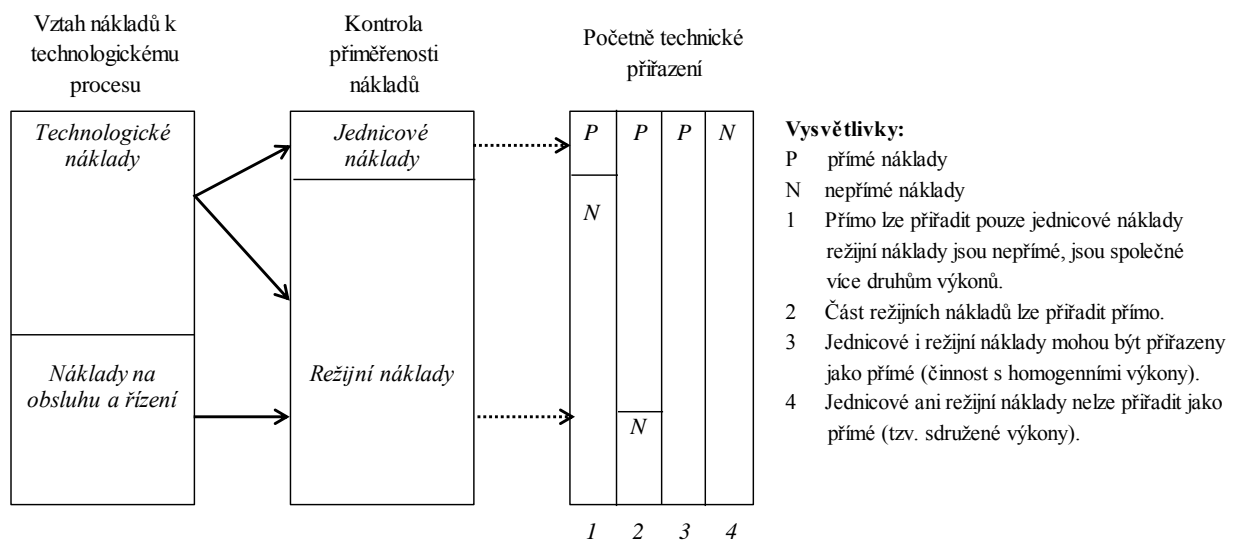 Vztah nákladů k
technologickému
procesu
Kontrola
přiměřenosti
nákladů
Početně technické
přiřazení
Technologické
náklady
Náklady na
obsluhu a řízení
Jednicové
náklady
Režijní náklady
P P P N
N
N
1 2 3 4
Vysvětlivky:
P přímé náklady
N nepřímé náklady
1 Přímo lze přiřadit pouze jednicové náklady
režijní náklady jsou nepřímé, jsou společné
více druhům výkonů.
2 Část režijních nákladů lze přiřadit přímo.
3 Jednicové i režijní náklady mohou být přiřazeny
jako přímé (činnost s homogenními výkony).
4 Jednicové ani režijní náklady nelze přiřadit jako
přímé (tzv. sdružené výkony).